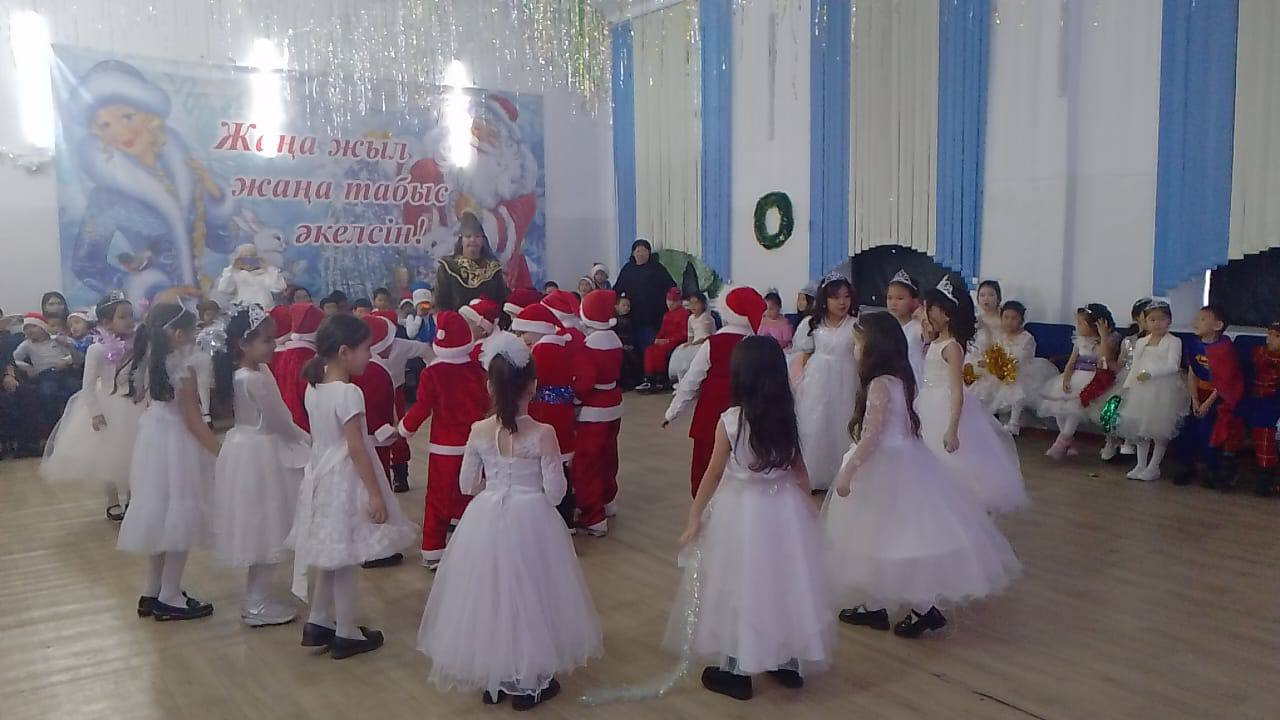 Жаңа жыл,
жаңа табыс
әкелсін!